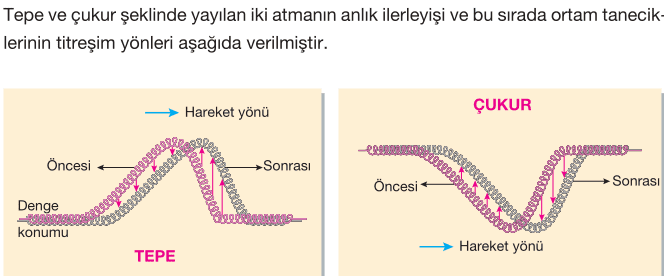 Tepe ve çukur şeklinde yayılan iki atmanın anlık ilerleyişi ve bu sırada ortam tanecik-
lerinin titreşim yönleri aşağıda verilmiştir.
Hareket yönü
Öncesi
Sonrası
Denge
konumu
TEPE
ÇUKUR
Öncesi
Sonrası
Hareket yönü